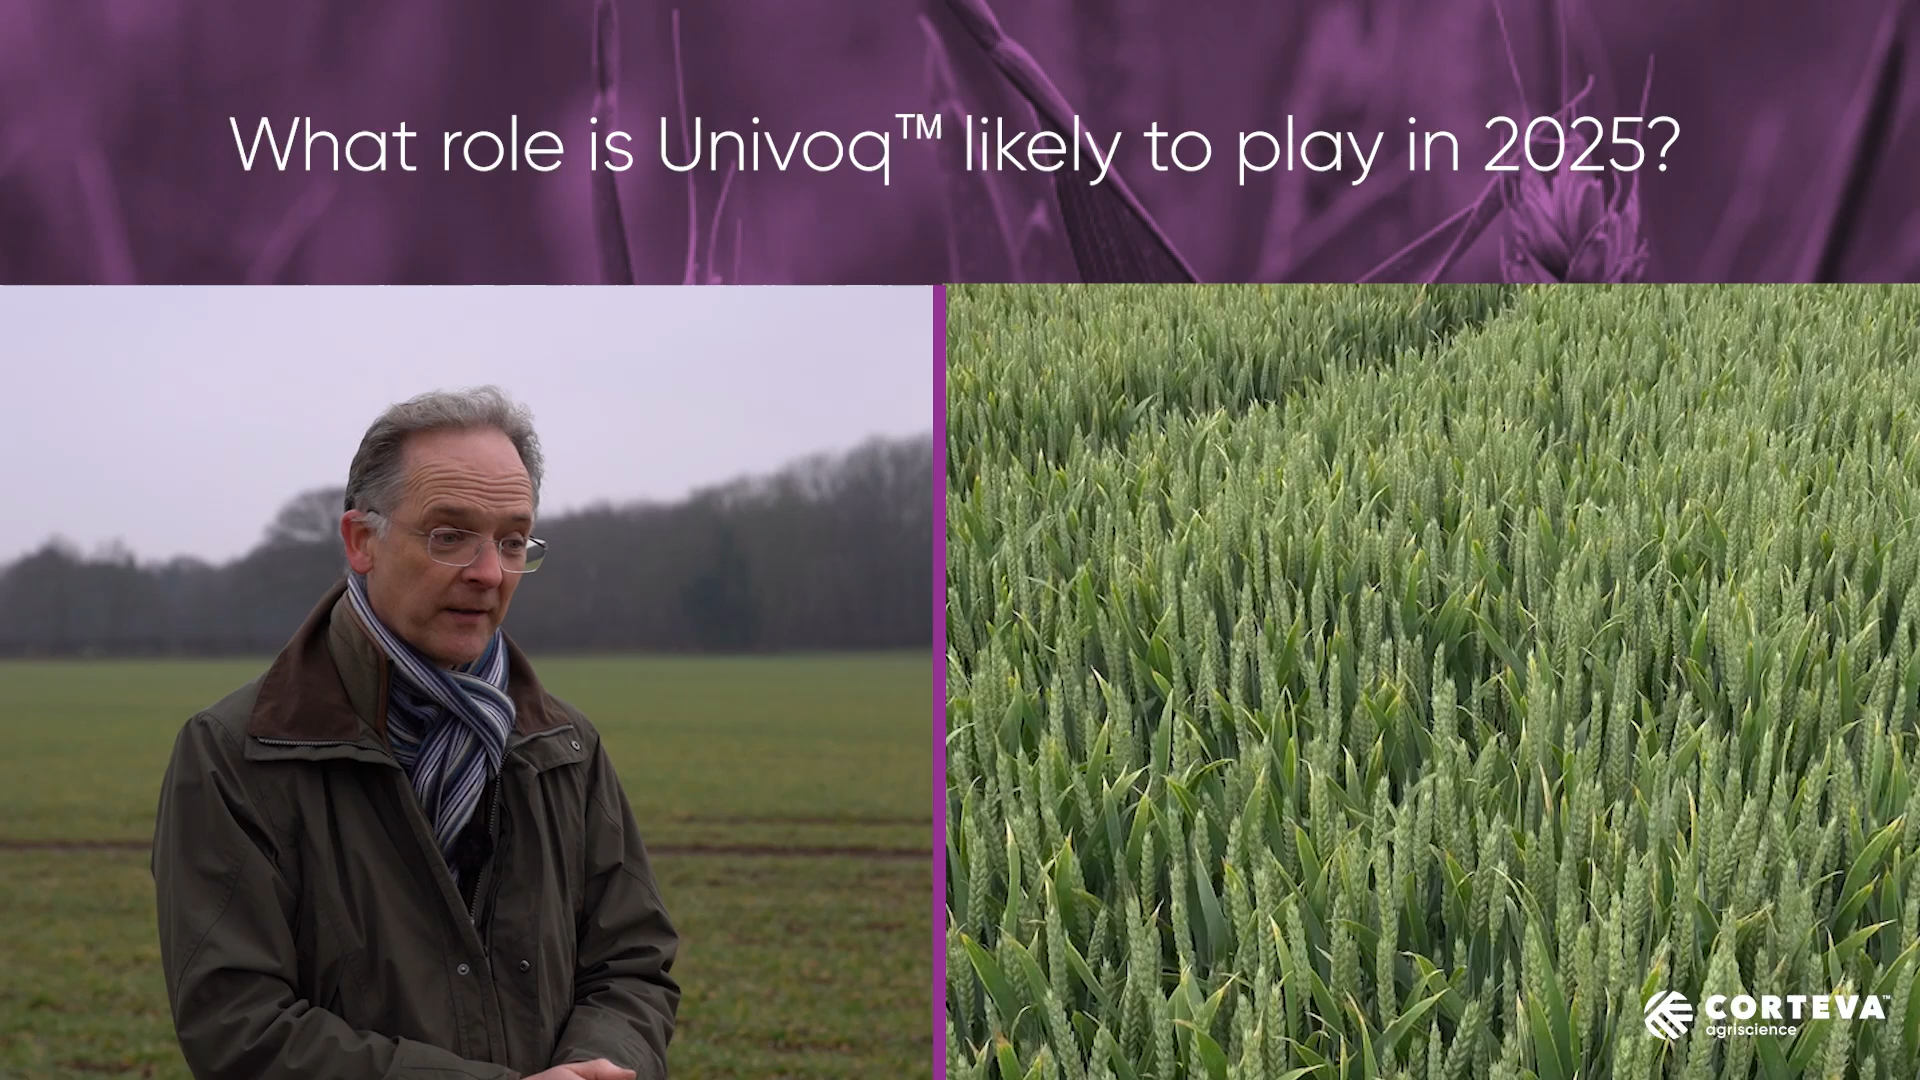 What role is Univoq™ likely to play in 2025?
CORTEVA™
agriscience